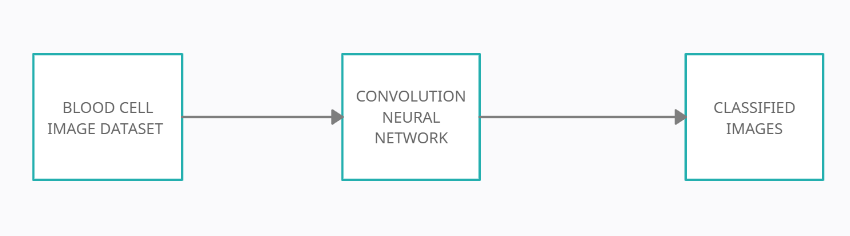 BLOOD CELL
IMAGE DATASET
CONVOLUTION
NEURAL
NETWORK
CLASSIFIED
IMAGES